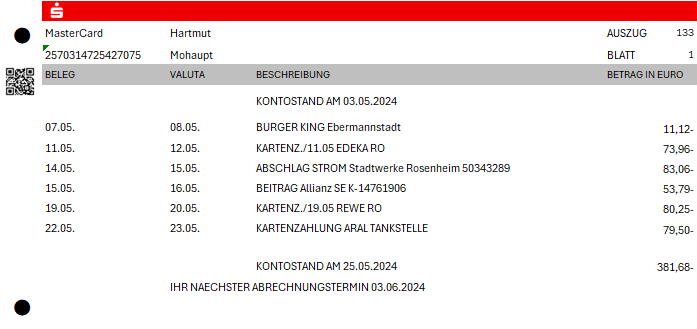 MasterCard Hartmut AUSZUG 133
2570314725427075 Mohaupt BLATT 1
BELEG VALUTA BESCHREIBUNG BETRAG IN EURO
KONTOSTAND AM 03.05.2024
07.05. 08.05. BURGER KING Ebermannstadt 11,12-
11.05. 12.05. KARTENZ./11.05 EDEKA RO 73,96-
14.05. 15.05. ABSCHLAG STROM Stadtwerke Rosenheim 50343289 83,06-
15.05. 16.05. BEITRAG Allianz SE K-14761906 53,79-
19.05. 20.05. KARTENZ./19.05 REWE RO 80,25-
22.05. 23.05. KARTENZAHLUNG ARAL TANKSTELLE 79,50-
KONTOSTAND AM 25.05.2024 381,68-
IHR NAECHSTER ABRECHNUNGSTERMIN 03.06.2024